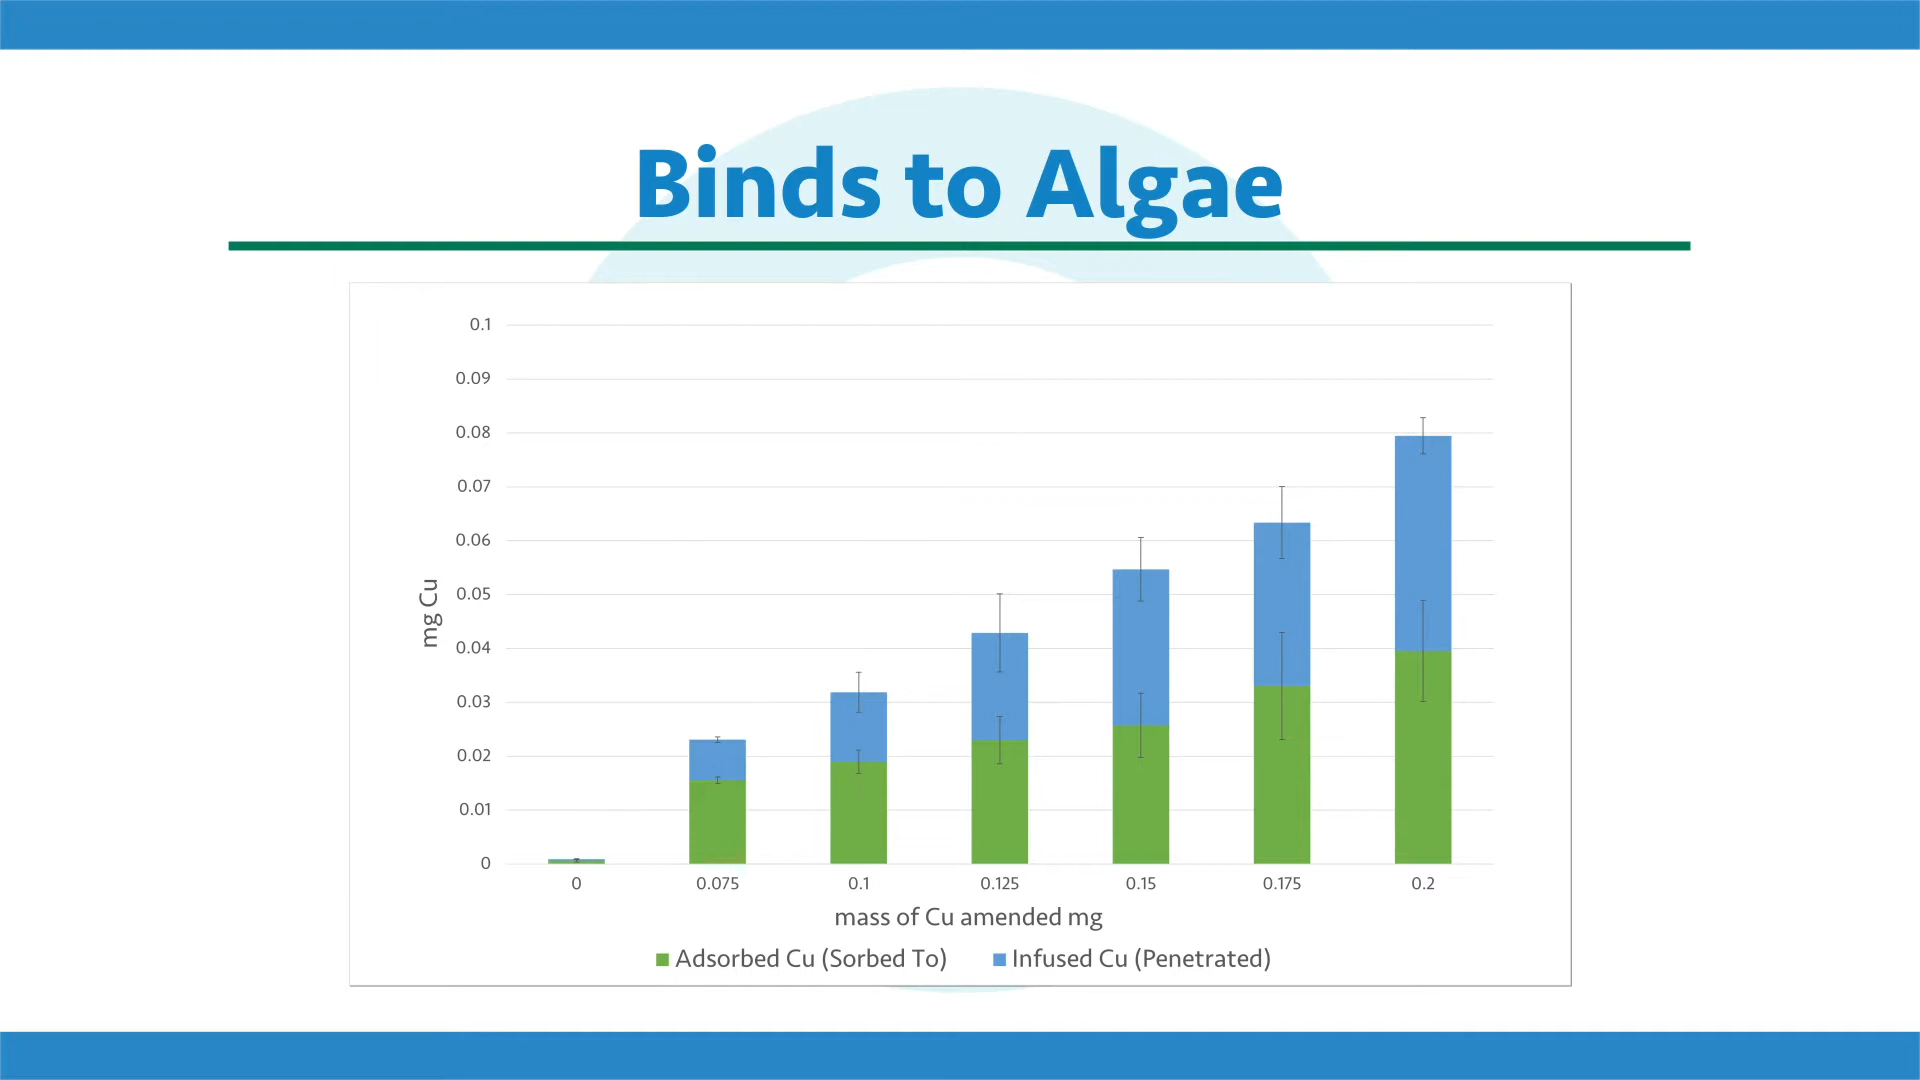 Binds to Algae
0.1
0.09
0.08
0.07
0.06
0.05
0.04
0.03
0.02
0.01
0
mg Cu
0 0.075 0.1 0.125 0.15 0.175 0.2
mass of Cu amended mg
Adsorbed Cu (Sorbed To) Infused Cu (Penetrated)